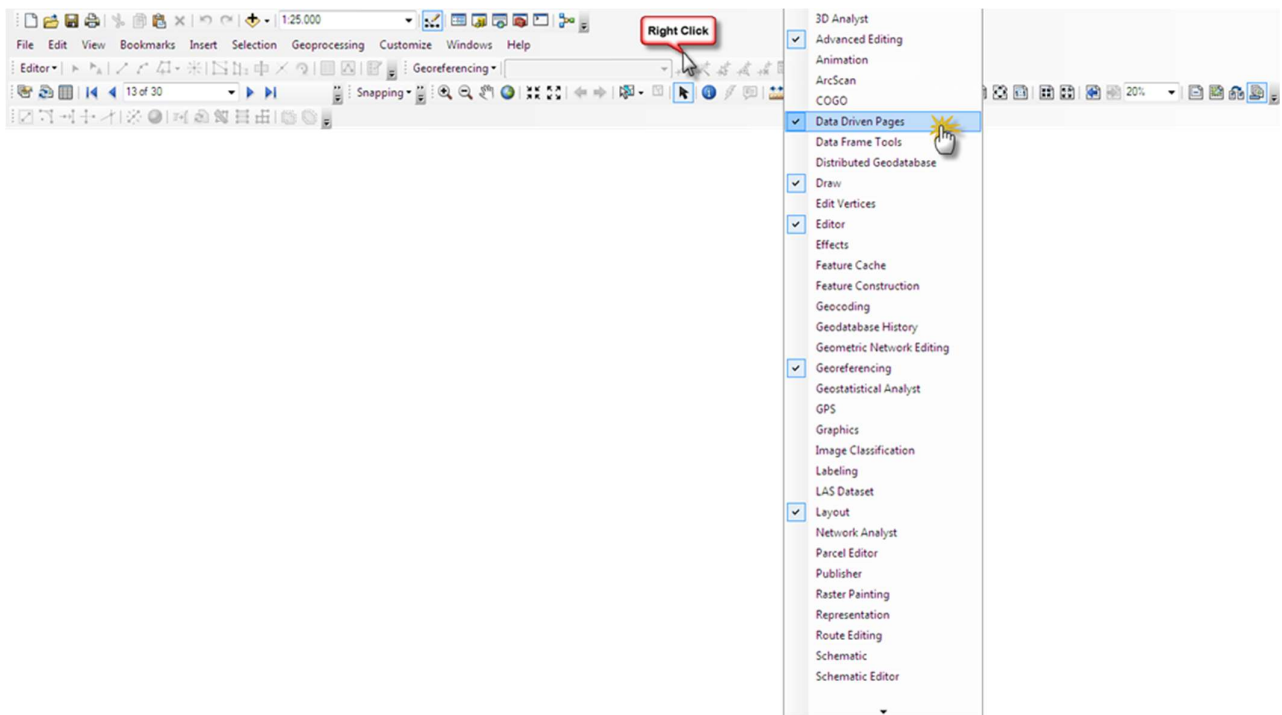 1:25.000
Right Click
File Edit View Bookmarks Insert Selection Geoprocessing Customize Windows Help
Editor Georeferencing
13 of 30 Snapping 20%
3D Analyst
Advanced Editing
Animation
ArcScan
COGO
Data Driven Pages
Data Frame Tools
Distributed Geodatabase
Draw
Edit Vertices
Editor
Effects
Feature Cache
Feature Construction
Geocoding
Geodatabase History
Geometric Network Editing
Georeferencing
Geostatistical Analyst
GPS
Graphics
Image Classification
Labeling
LAS Dataset
Layout
Network Analyst
Parcel Editor
Publisher
Raster Painting
Representation
Route Editing
Schematic
Schematic Editor